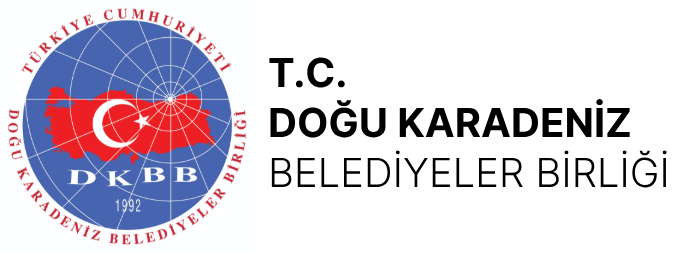 TÜRKİYE CUMHURİYETİ
DOĞU KARADENİZ BELEDİYELER BİRLİĞİ
DKBB
1992
T.C.
DOĞU KARADENİZ
BELEDİYELER BİRLİĞİ